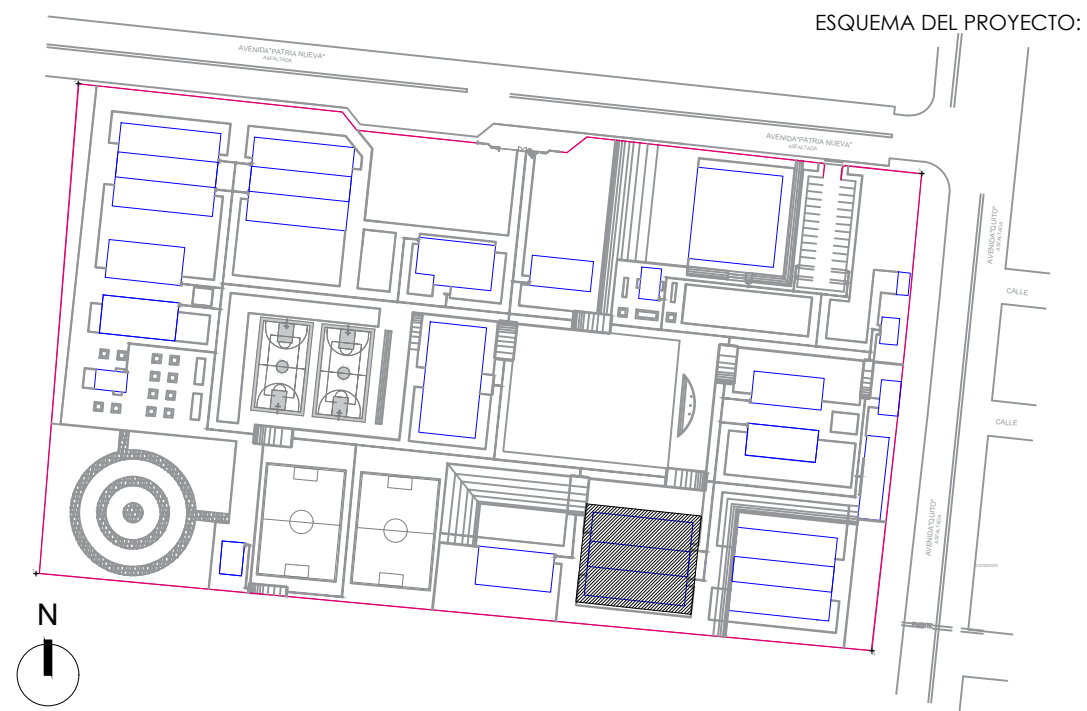 ESQUEMA DEL PROYECTO:
AVENIDA"PATRIA NUEVA"
ASFALTADA
AVENIDA"PATRIA NUEVA"
ASFALTADA
AVENIDA"QUITO"
ASFALTADA
CALLE
CALLE
AVENIDA"QUITO"
ASFALTADA
N